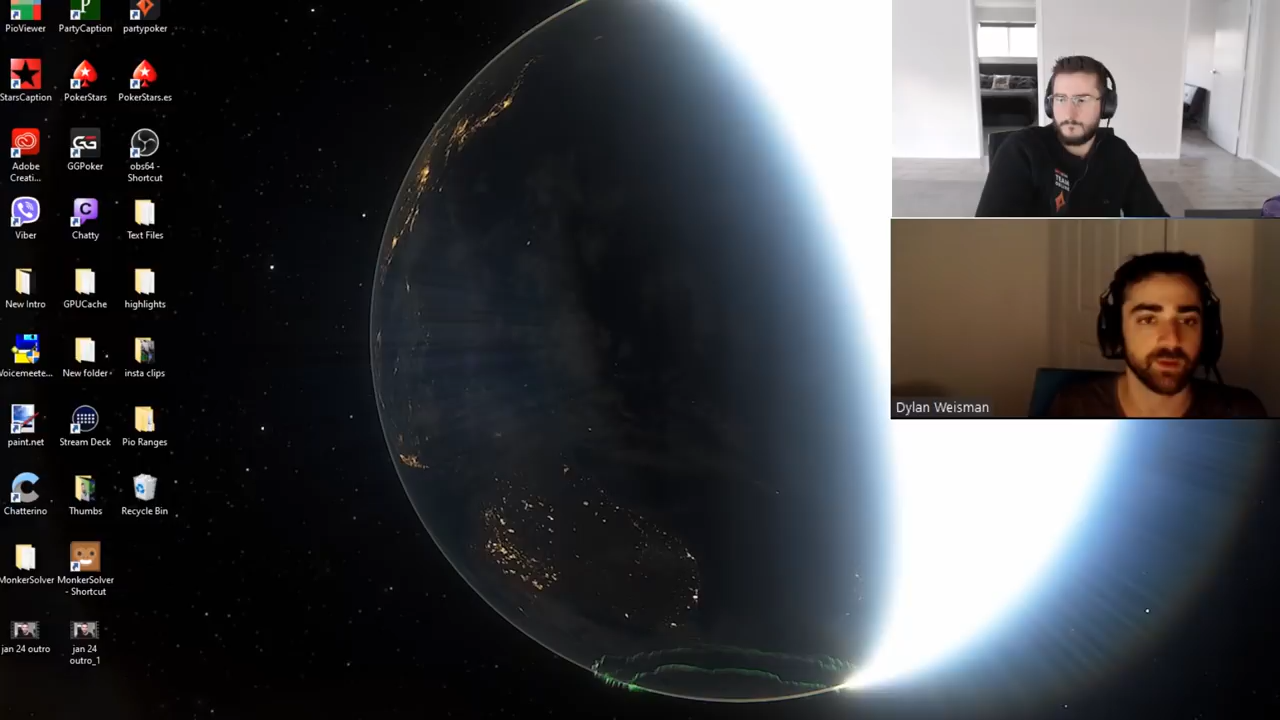 PioViewer
PartyCaption
partypoker
StarsCaption
PokerStars
PokerStars.es
Adobe
Creati...
GG
GGPoker
obs64 -
Shortcut
Viber
C
Chatty
Text Files
New Intro
GPUCache
highlights
Voicemeete...
New folder
insta clips
paint.net
Stream Deck
Pio Ranges
Chatterino
Thumbs
Recycle Bin
MonkerSolver
MonkerSolver
- Shortcut
jan 24 outro
jan 24
outro_1
TEAM
Dylan Weisman